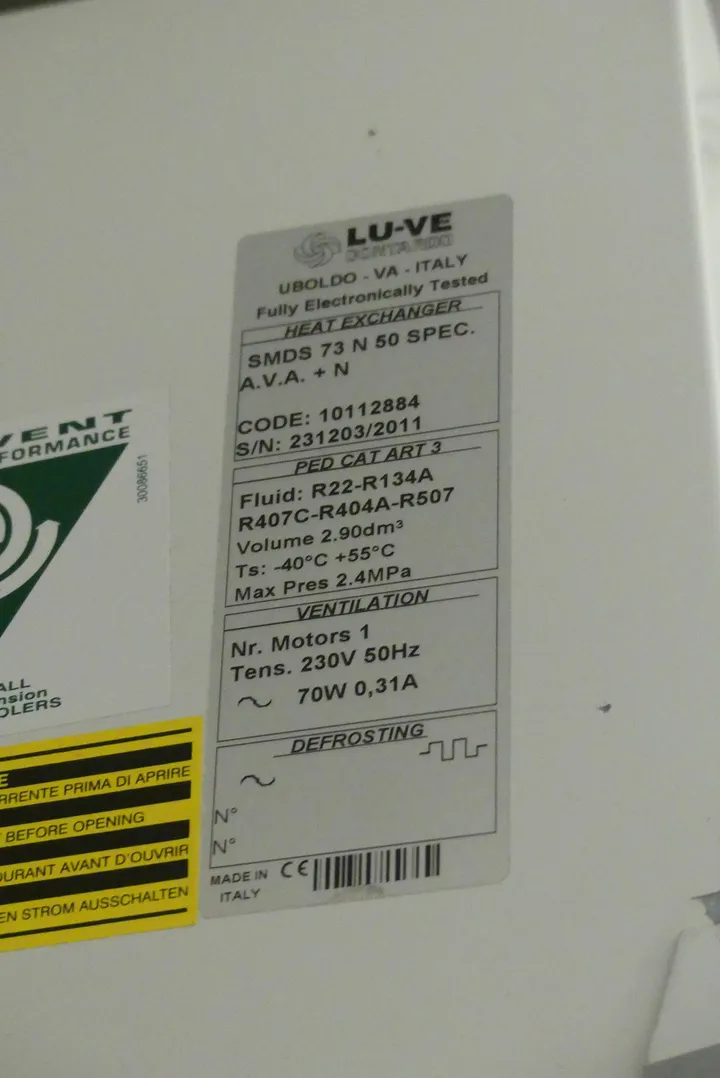 LU-VE
CONTARDO
UBOLDO - VA - ITALY
Fully Electronically Tested
HEAT EXCHANGER
SMDS 73 N 50 SPEC.
A.V.A. + N
CODE: 10112884
S/N: 231203/2011
PED CAT ART 3
Fluid: R22-R134A
R407C-R404A-R507
Volume 2.90dm³
Ts: -40°C +55°C
Max Pres 2.4MPa
VENTILATION
Nr. Motors 1
Tens. 230V 50Hz
~ 70W 0,31A
DEFROSTING
~
N°
N°
MADE IN
ITALY
CE
VENT
FORMANCE
30086651
ALL
nsion
OLERS
E
RRENTE PRIMA DI APRIRE
BEFORE OPENING
OURANT AVANT D'OUVRIR
EN STROM AUSSCHALTEN